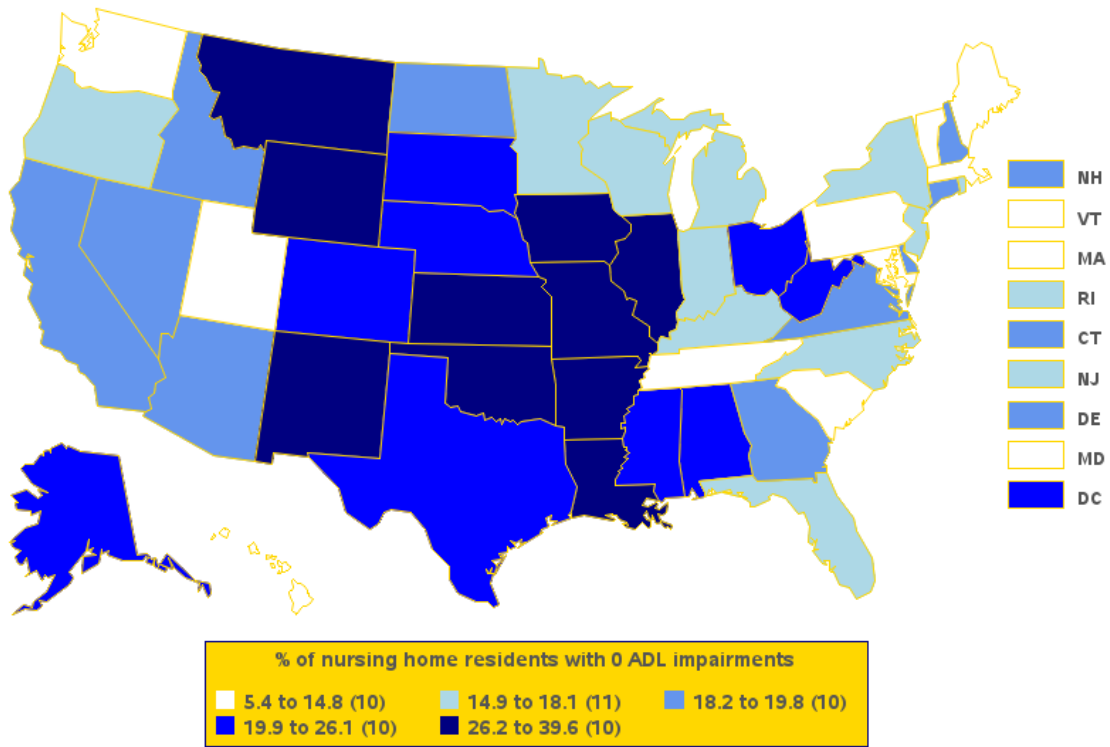 NH
VT
MA
RI
CT
NJ
DE
MD
DC
% of nursing home residents with 0 ADL impairments
5.4 to 14.8 (10) 14.9 to 18.1 (11) 18.2 to 19.8 (10)
19.9 to 26.1 (10) 26.2 to 39.6 (10)